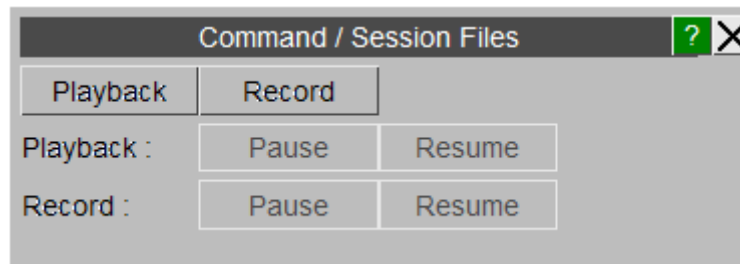 Command / Session Files ? X
Playback Record
Playback : Pause Resume
Record : Pause Resume